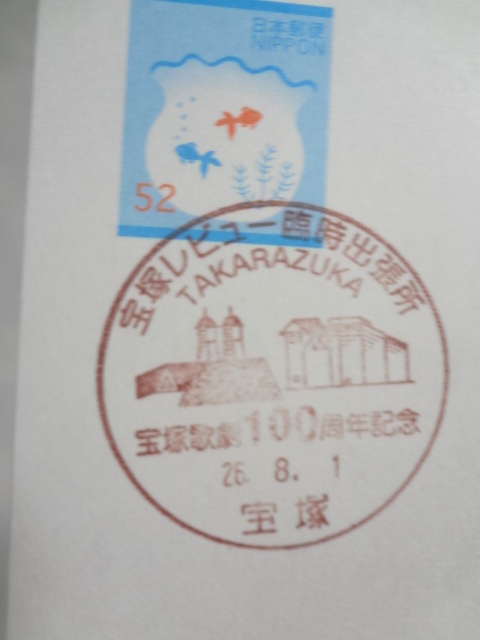 日本郵便
NIPPON
52
宝塚レビュー臨時出張所
TAKARAZUKA
宝塚歌劇100周年記念
26. 8. 1
宝塚